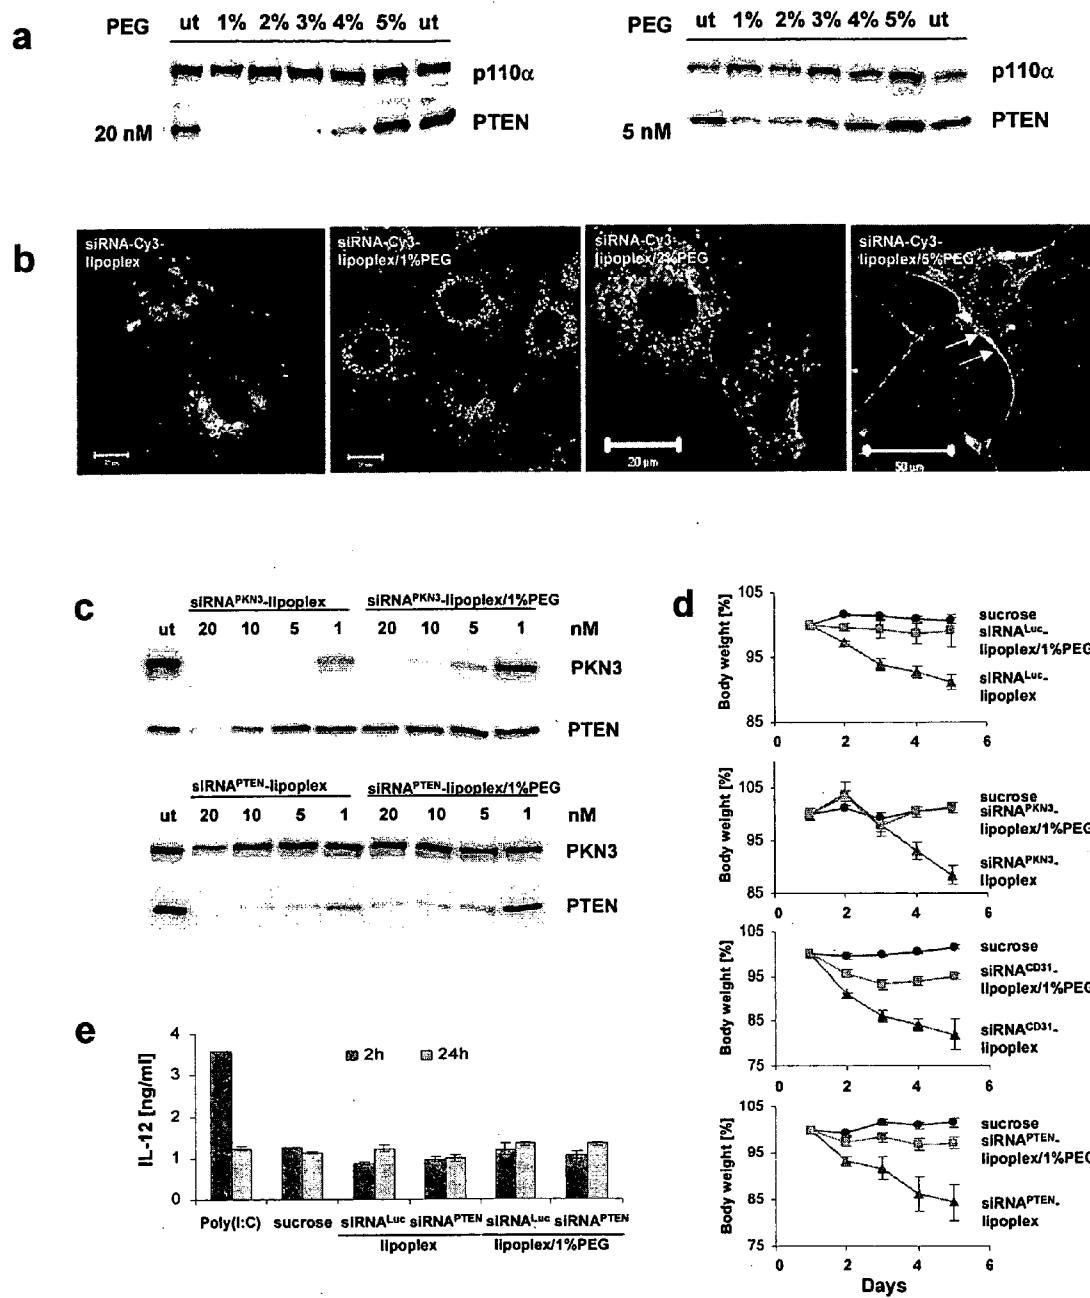 a
PEG ut 1% 2% 3% 4% 5% ut
p110α
20 nM PTEN
PEG ut 1% 2% 3% 4% 5% ut
p110α
5 nM PTEN
b
siRNA-Cy3-
lipoplex
siRNA-Cy3-
lipoplex/1%PEG
siRNA-Cy3-
lipoplex/2%PEG
20 µm
siRNA-Cy3-
lipoplex/5%PEG
50 µm
c
siRNAPKN3-lipoplex siRNAPKN3-lipoplex/1%PEG
ut 20 10 5 1 20 10 5 1 nM
PKN3
PTEN
siRNAPTEN-lipoplex siRNAPTEN-lipoplex/1%PEG
ut 20 10 5 1 20 10 5 1 nM
PKN3
PTEN
d
Body weight [%]
105
95
85
0 2 4 6
sucrose
siRNALuc-
lipoplex/1%PEG
siRNALuc-
lipoplex
Body weight [%]
105
95
85
0 2 4 6
sucrose
siRNAPKN3-
lipoplex/1%PEG
siRNAPKN3-
lipoplex
Body weight [%]
105
95
85
75
0 2 4 6
sucrose
siRNACD31-
lipoplex/1%PEG
siRNACD31-
lipoplex
Body weight [%]
105
95
85
75
0 2 4 6
sucrose
siRNAPTEN-
lipoplex/1%PEG
siRNAPTEN-
lipoplex
Days
e
IL-12 [ng/ml]
4
3
2
1
0
2h 24h
Poly(I:C) sucrose siRNALuc siRNAPTEN siRNALuc siRNAPTEN
lipoplex lipoplex/1%PEG